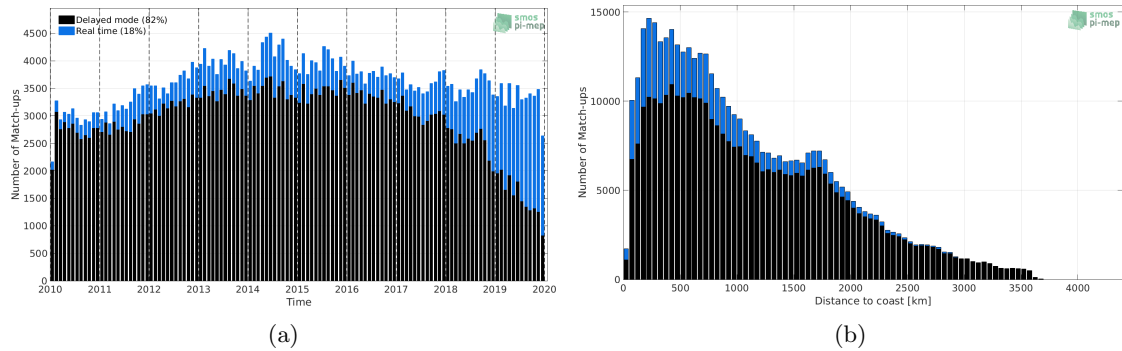 Delayed mode (82%)
Real time (18%)
smos
pi-mep
Number of Match-ups
4500
4000
3500
3000
2500
2000
1500
1000
500
0
2010 2011 2012 2013 2014 2015 2016 2017 2018 2019 2020
Time
(a)
smos
pi-mep
Number of Match-ups
15000
10000
5000
0
0 500 1000 1500 2000 2500 3000 3500 4000
Distance to coast [km]
(b)